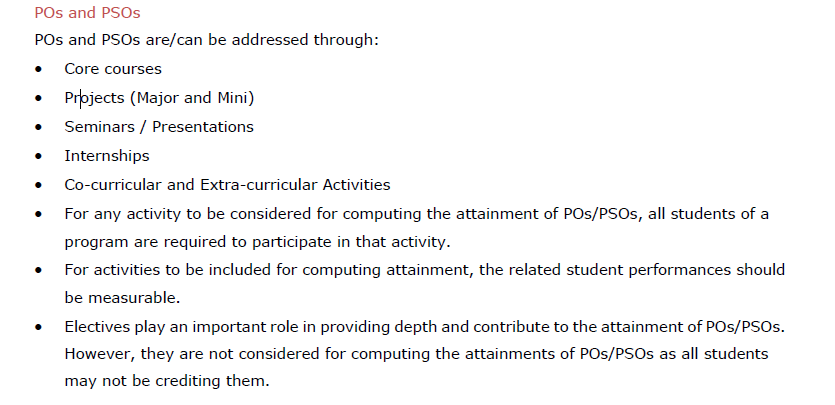 POs and PSOs
POs and PSOs are/can be addressed through:
• Core courses
• Projects (Major and Mini)
• Seminars / Presentations
• Internships
• Co-curricular and Extra-curricular Activities
• For any activity to be considered for computing the attainment of POs/PSOs, all students of a
program are required to participate in that activity.
• For activities to be included for computing attainment, the related student performances should
be measurable.
• Electives play an important role in providing depth and contribute to the attainment of POs/PSOs.
However, they are not considered for computing the attainments of POs/PSOs as all students
may not be crediting them.